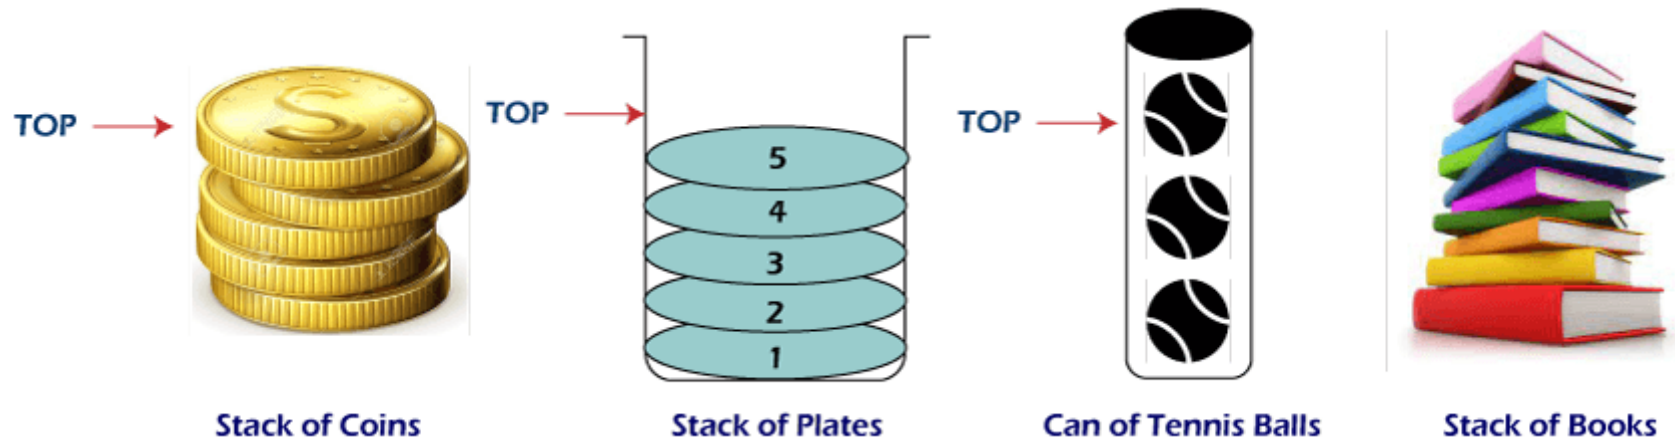 TOP
S
Stack of Coins
TOP
5
4
3
2
1
Stack of Plates
TOP
Can of Tennis Balls
Stack of Books